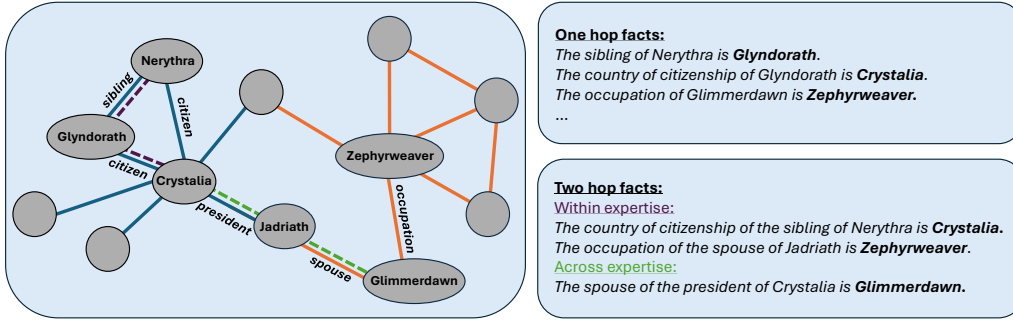 Nerythra
sibling
citizen
Glyndorath
citizen
Crystalia
president
Jadriath
spouse
Zephyrweaver
occupation
Glimmerdawn
One hop facts:
The sibling of Nerythra is Glyndorath.
The country of citizenship of Glyndorath is Crystalia.
The occupation of Glimmerdawn is Zephyrweaver.
...
Two hop facts:
Within expertise:
The country of citizenship of the sibling of Nerythra is Crystalia.
The occupation of the spouse of Jadriath is Zephyrweaver.
Across expertise:
The spouse of the president of Crystalia is Glimmerdawn.